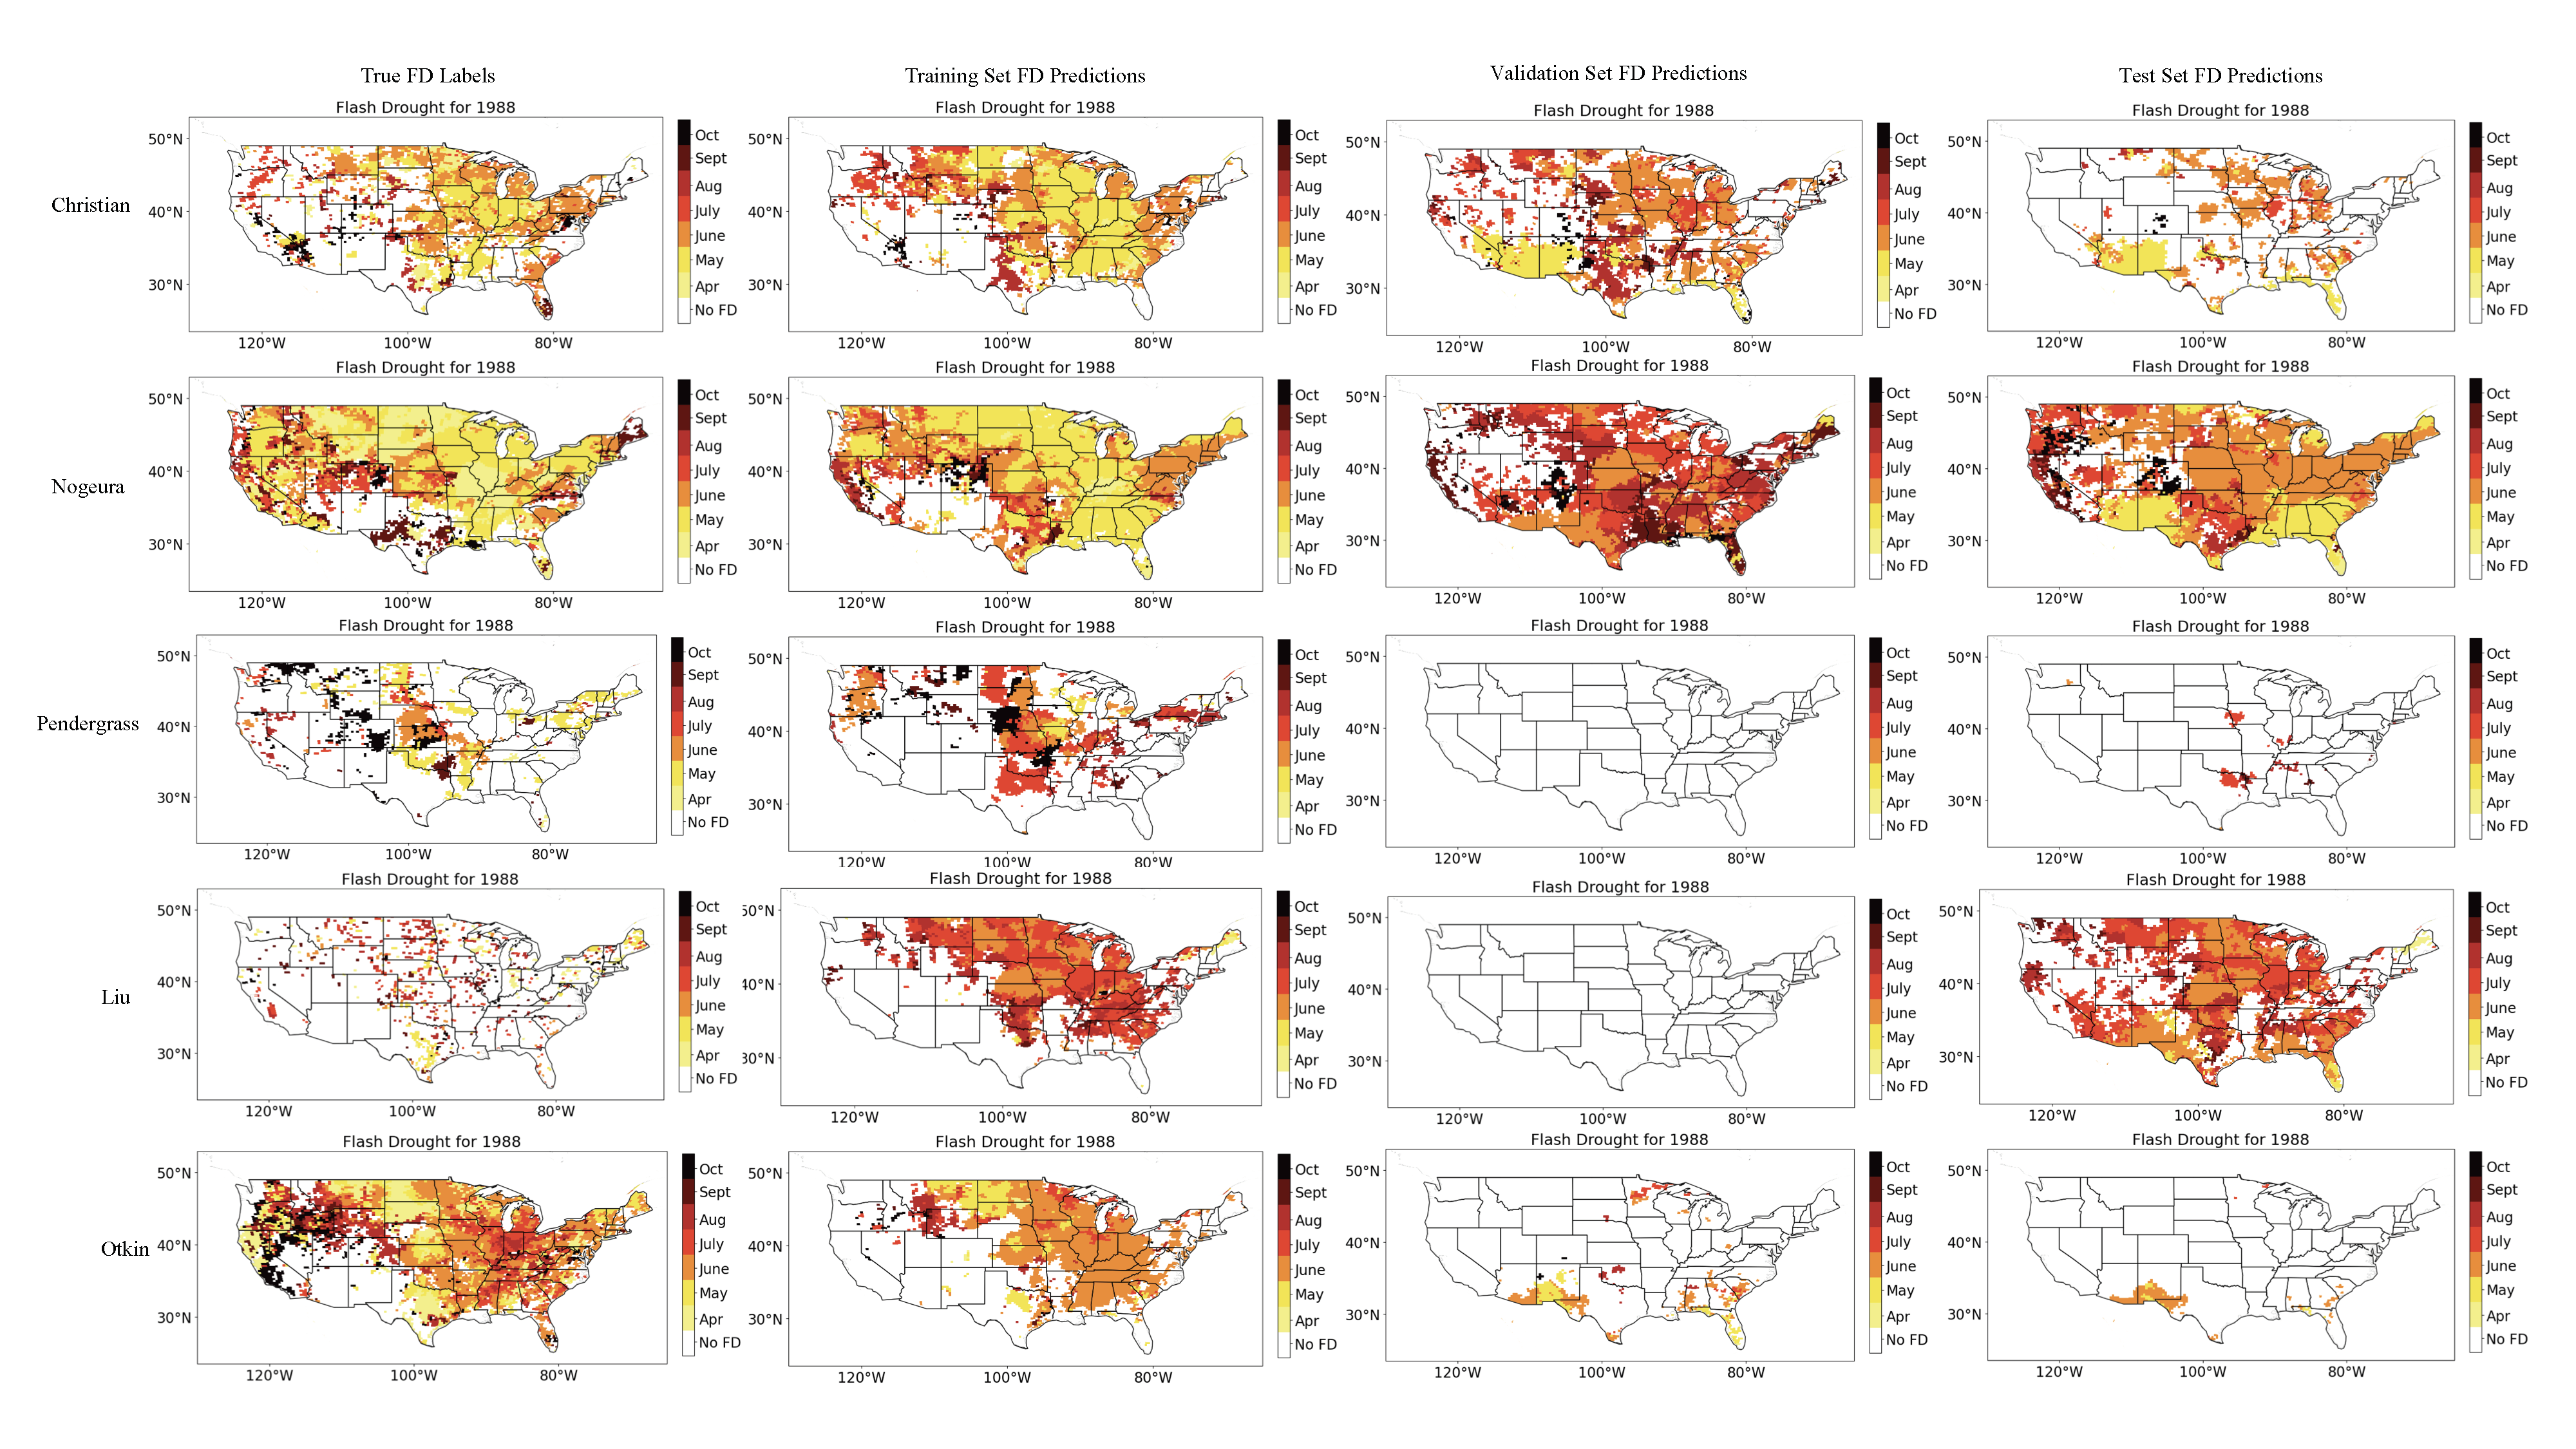 True FD Labels
Training Set FD Predictions
Validation Set FD Predictions
Test Set FD Predictions
Christian
Flash Drought for 1988
50°N
40°N
30°N
120°W 100°W 80°W
Oct
Sept
Aug
July
June
May
Apr
No FD
Flash Drought for 1988
50°N
40°N
30°N
120°W 100°W 80°W
Oct
Sept
Aug
July
June
May
Apr
No FD
Flash Drought for 1988
50°N
40°N
30°N
120°W 100°W 80°W
Oct
Sept
Aug
July
June
May
Apr
No FD
Flash Drought for 1988
50°N
40°N
30°N
120°W 100°W 80°W
Oct
Sept
Aug
July
June
May
Apr
No FD
Nogeura
Flash Drought for 1988
50°N
40°N
30°N
120°W 100°W 80°W
Oct
Sept
Aug
July
June
May
Apr
No FD
Flash Drought for 1988
50°N
40°N
30°N
120°W 100°W 80°W
Oct
Sept
Aug
July
June
May
Apr
No FD
Flash Drought for 1988
50°N
40°N
30°N
120°W 100°W 80°W
Oct
Sept
Aug
July
June
May
Apr
No FD
Flash Drought for 1988
50°N
40°N
30°N
120°W 100°W 80°W
Oct
Sept
Aug
July
June
May
Apr
No FD
Pendergrass
Flash Drought for 1988
50°N
40°N
30°N
120°W 100°W 80°W
Oct
Sept
Aug
July
June
May
Apr
No FD
Flash Drought for 1988
50°N
40°N
30°N
120°W 100°W 80°W
Oct
Sept
Aug
July
June
May
Apr
No FD
Flash Drought for 1988
50°N
40°N
30°N
120°W 100°W 80°W
Oct
Sept
Aug
July
June
May
Apr
No FD
Flash Drought for 1988
50°N
40°N
30°N
120°W 100°W 80°W
Oct
Sept
Aug
July
June
May
Apr
No FD
Liu
Flash Drought for 1988
50°N
40°N
30°N
120°W 100°W 80°W
Oct
Sept
Aug
July
June
May
Apr
No FD
Flash Drought for 1988
50°N
40°N
30°N
120°W 100°W 80°W
Oct
Sept
Aug
July
June
May
Apr
No FD
Flash Drought for 1988
50°N
40°N
30°N
120°W 100°W 80°W
Oct
Sept
Aug
July
June
May
Apr
No FD
Flash Drought for 1988
50°N
40°N
30°N
120°W 100°W 80°W
Oct
Sept
Aug
July
June
May
Apr
No FD
Otkin
Flash Drought for 1988
50°N
40°N
30°N
120°W 100°W 80°W
Oct
Sept
Aug
July
June
May
Apr
No FD
Flash Drought for 1988
50°N
40°N
30°N
120°W 100°W 80°W
Oct
Sept
Aug
July
June
May
Apr
No FD
Flash Drought for 1988
50°N
40°N
30°N
120°W 100°W 80°W
Oct
Sept
Aug
July
June
May
Apr
No FD
Flash Drought for 1988
50°N
40°N
30°N
120°W 100°W 80°W
Oct
Sept
Aug
July
June
May
Apr
No FD